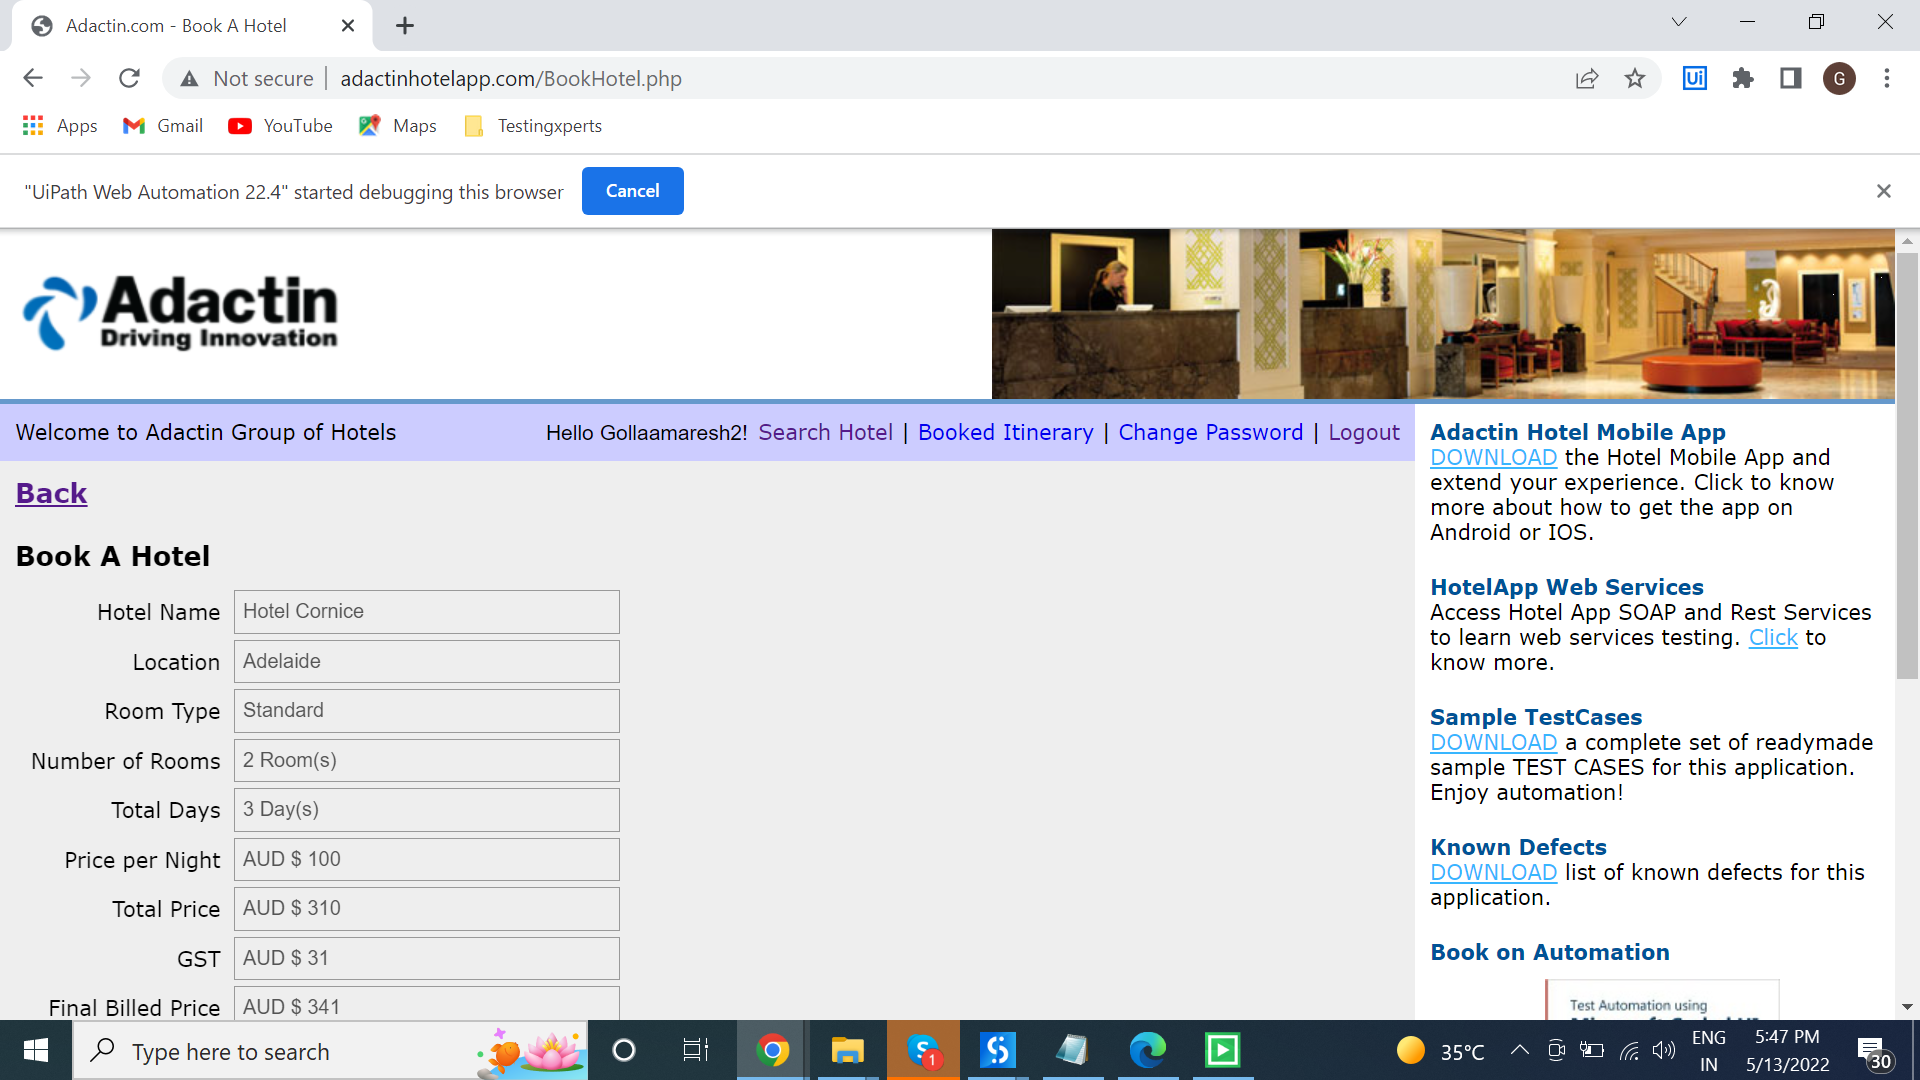 Adactin.com - Book A Hotel
Not secure
adactinhotelapp.com/BookHotel.php
Ui
G
Apps
Gmail
YouTube
Maps
Testingxperts
"UiPath Web Automation 22.4" started debugging this browser
Cancel
Adactin
Driving Innovation
Welcome to Adactin Group of Hotels
Hello Gollaamaresh2!
Search Hotel | Booked Itinerary | Change Password | Logout
Back
Book A Hotel
Hotel Name Hotel Cornice
Location Adelaide
Room Type Standard
Number of Rooms 2 Room(s)
Total Days 3 Day(s)
Price per Night AUD $ 100
Total Price AUD $ 310
GST AUD $ 31
Final Billed Price AUD $ 341
Adactin Hotel Mobile App
DOWNLOAD the Hotel Mobile App and
extend your experience. Click to know
more about how to get the app on
Android or IOS.
HotelApp Web Services
Access Hotel App SOAP and Rest Services
to learn web services testing. Click to
know more.
Sample TestCases
DOWNLOAD a complete set of readymade
sample TEST CASES for this application.
Enjoy automation!
Known Defects
DOWNLOAD list of known defects for this
application.
Book on Automation
Test Automation using
Type here to search
S
1
35°C
ENG
IN
5:47 PM
5/13/2022
30